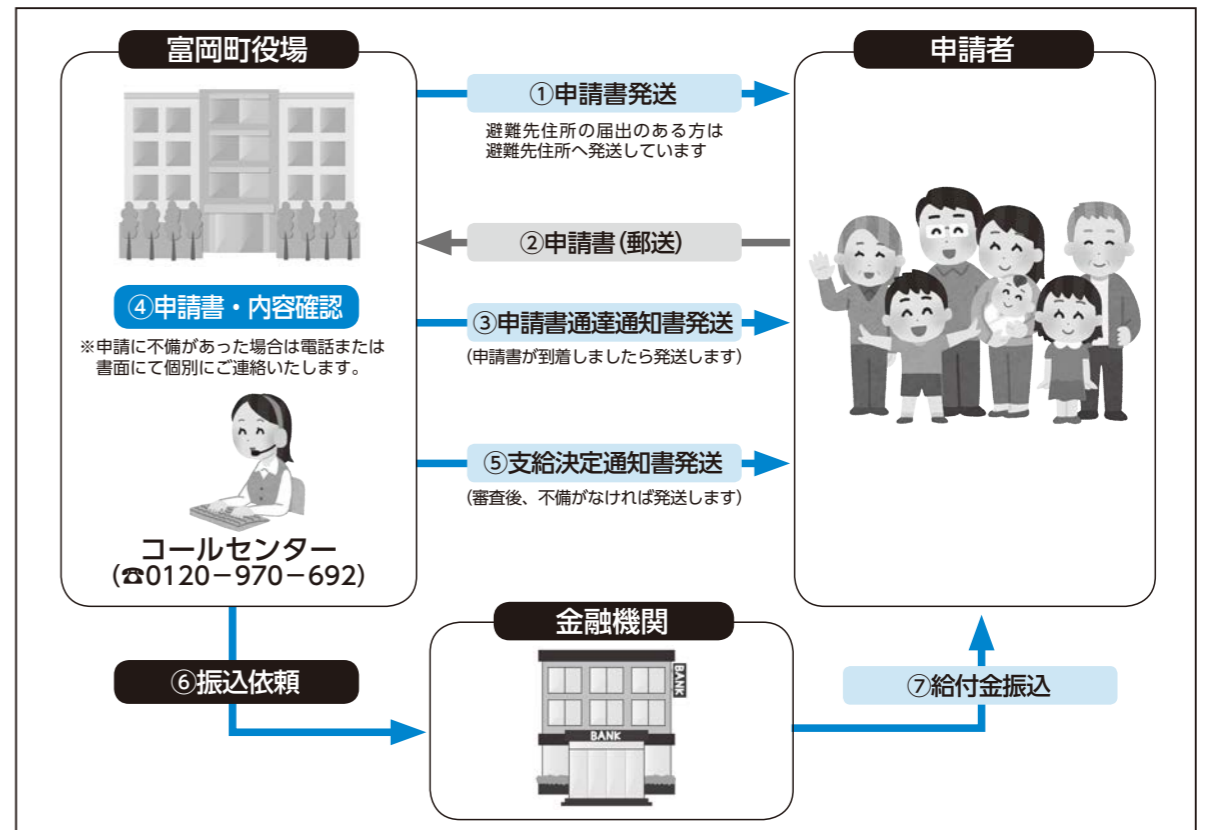 富岡町役場
申請者
①申請書発送
避難先住所の届出のある方は
避難先住所へ発送しています
②申請書(郵送)
④申請書・内容確認
※申請に不備があった場合は電話または
書面にて個別にご連絡いたします。
③申請書通達通知書発送
(申請書が到着しましたら発送します)
⑤支給決定通知書発送
(審査後、不備がなければ発送します)
コールセンター
(☎0120−970−692)
金融機関
BANK
BANK
⑥振込依頼
⑦給付金振込